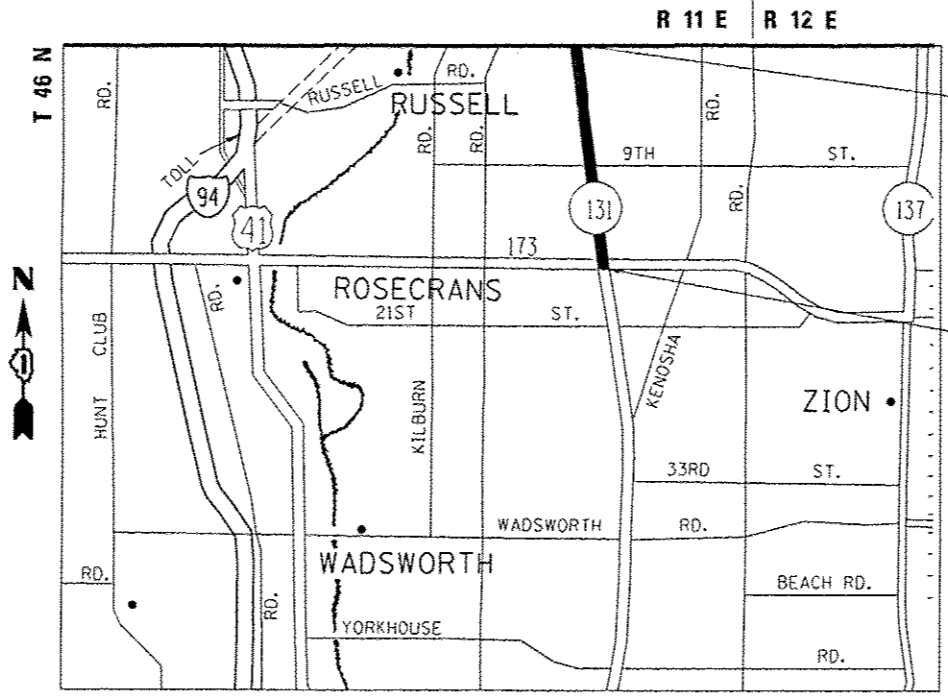 R 11 E R 12 E
T 46 N
RD.
RUSSELL RD.
RUSSELL
RD.
RD.
RD.
TOLL
9TH ST.
RD.
94
41
131
137
173
N
1
ROSECRANS
RD.
21ST ST.
HUNT CLUB
KILBURN
KENOSHA
ZION
33RD ST.
WADSWORTH RD.
WADSWORTH
RD.
BEACH RD.
RD.
YORKHOUSE
RD.